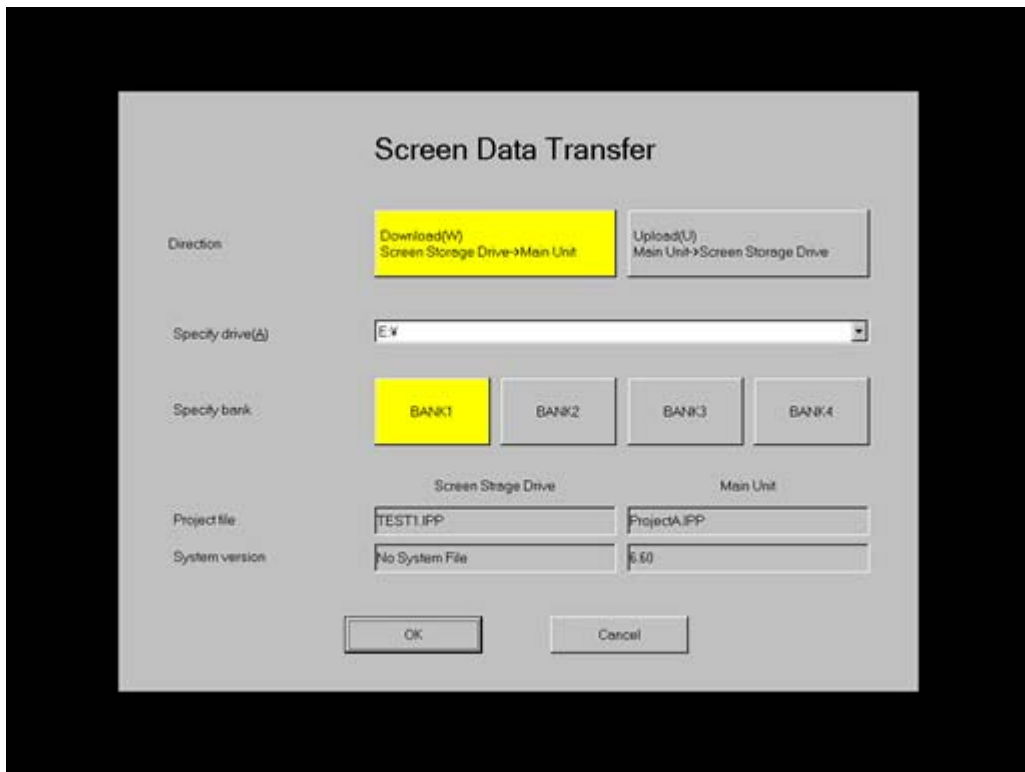 Screen Data Transfer
Direction
Download(W)
Screen Storage Drive->Main Unit
Upload(U)
Main Unit->Screen Storage Drive
Specify drive(A)
E:¥
Specify bank
BANK1
BANK2
BANK3
BANK4
Screen Strage Drive
Main Unit
Project file
TEST1.IPP
ProjectA.IPP
System version
No System File
6.60
OK
Cancel